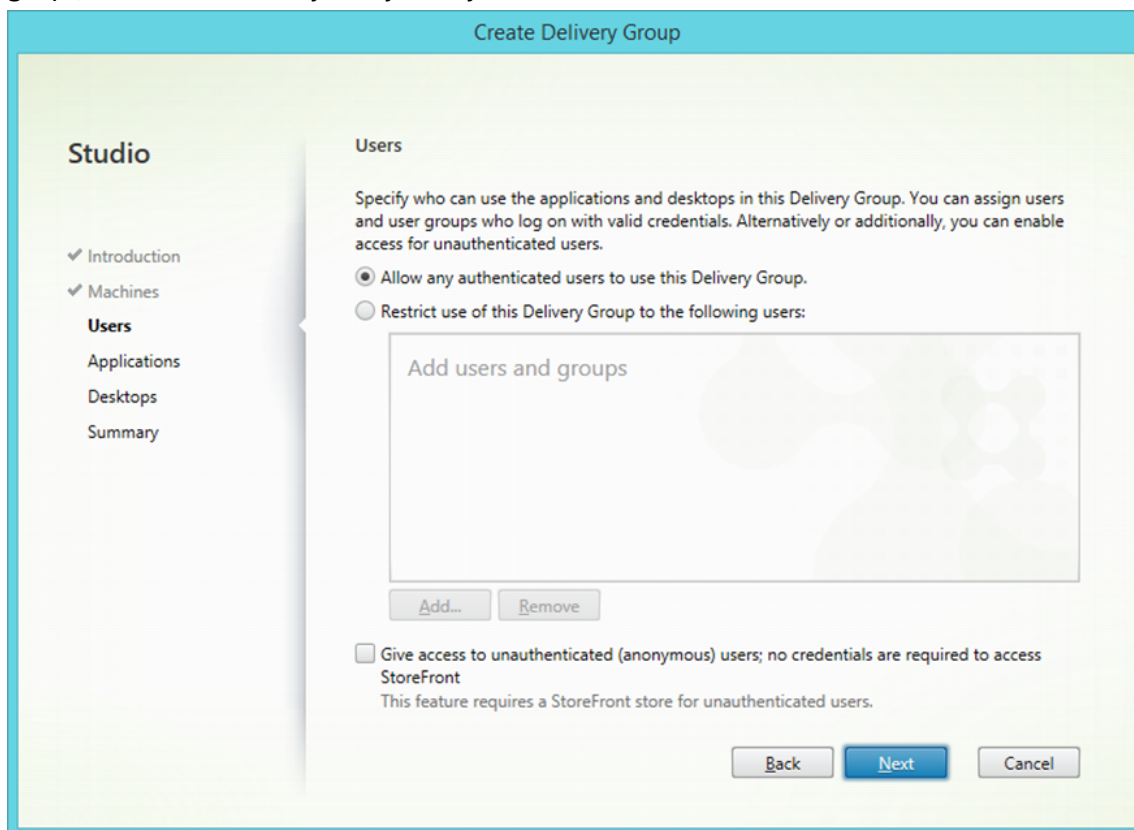 Create Delivery Group
Studio
Introduction
Machines
Users
Applications
Desktops
Summary
Users
Specify who can use the applications and desktops in this Delivery Group. You can assign users
and user groups who log on with valid credentials. Alternatively or additionally, you can enable
access for unauthenticated users.
Allow any authenticated users to use this Delivery Group.
Restrict use of this Delivery Group to the following users:
Add users and groups
Add...
Remove
Give access to unauthenticated (anonymous) users; no credentials are required to access
StoreFront
This feature requires a StoreFront store for unauthenticated users.
Back
Next
Cancel